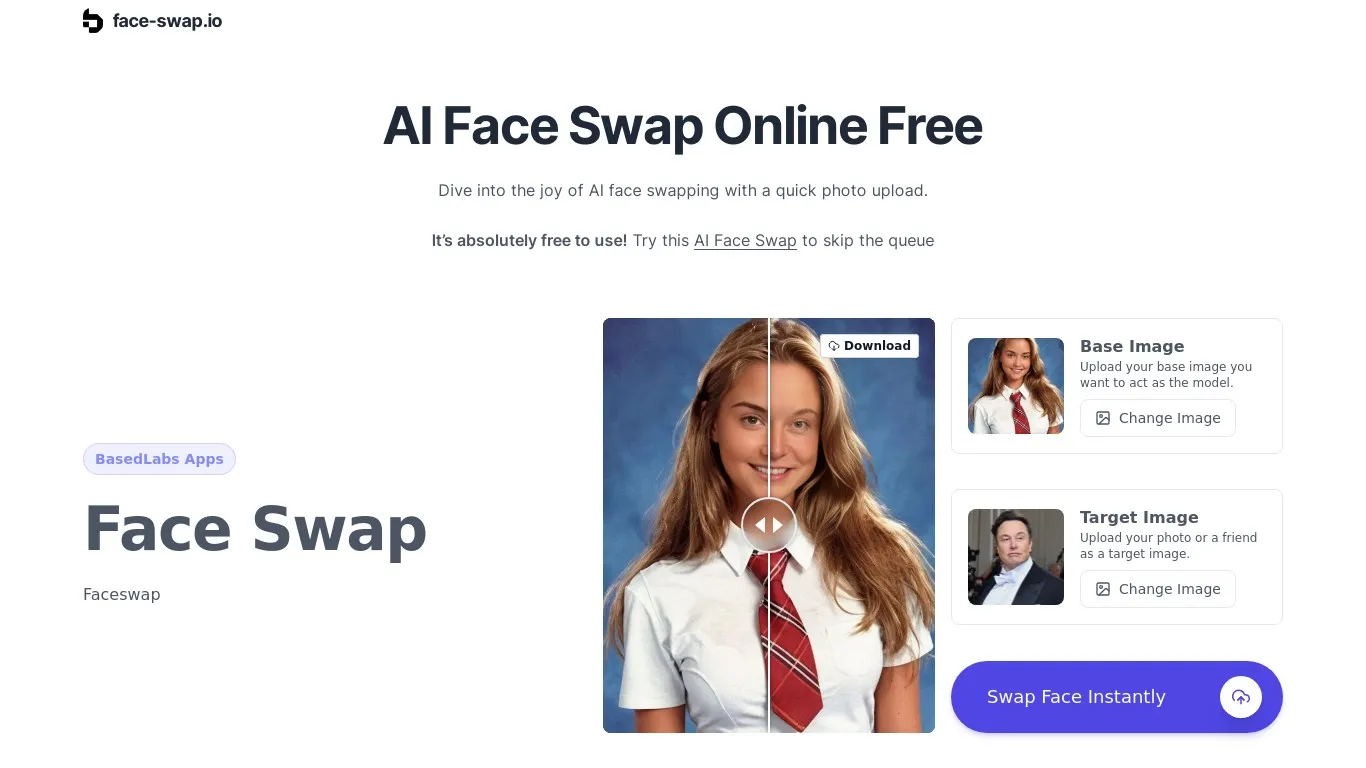 face-swap.io
AI Face Swap Online Free
Dive into the joy of AI face swapping with a quick photo upload.
It’s absolutely free to use! Try this AI Face Swap to skip the queue
BasedLabs Apps
Face Swap
Faceswap
Download
Base Image
Upload your base image you
want to act as the model.
Change Image
Target Image
Upload your photo or a friend
as a target image.
Change Image
Swap Face Instantly